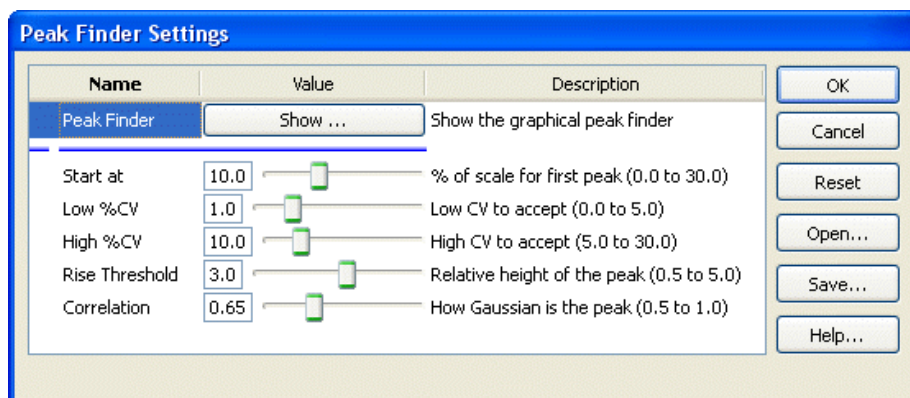 Peak Finder Settings
Name Value Description
Peak Finder Show ... Show the graphical peak finder
Start at 10.0 % of scale for first peak (0.0 to 30.0)
Low %CV 1.0 Low CV to accept (0.0 to 5.0)
High %CV 10.0 High CV to accept (5.0 to 30.0)
Rise Threshold 3.0 Relative height of the peak (0.5 to 5.0)
Correlation 0.65 How Gaussian is the peak (0.5 to 1.0)
OK
Cancel
Reset
Open...
Save...
Help...